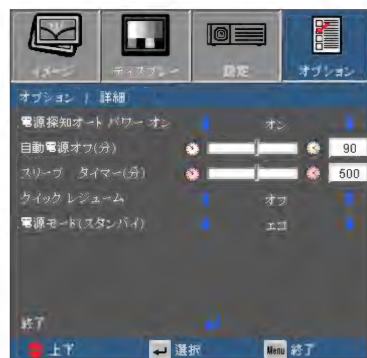 イメージ
ディスプレー
設定
オプション
オプション | 詳細
電源探知オート パワー オン
オン
自動電源オフ(分)
90
スリープ タイマー(分)
500
クイック レジューム
オフ
電源モード(スタンバイ)
エコ
終了
上下
選択
Menu 終了